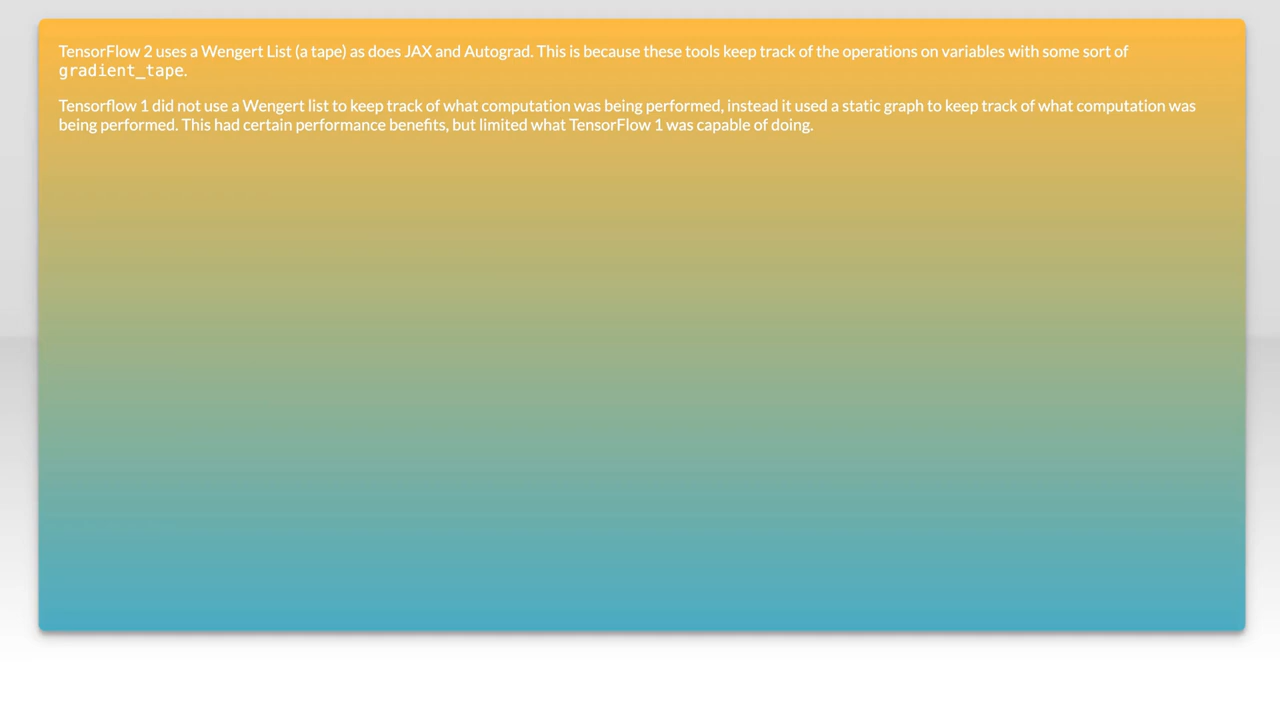 TensorFlow 2 uses a Wengert List (a tape) as does JAX and Autograd. This is because these tools keep track of the operations on variables with some sort of
gradient_tape.
Tensorflow 1 did not use a Wengert list to keep track of what computation was being performed, instead it used a static graph to keep track of what computation was
being performed. This had certain performance benefits, but limited what TensorFlow 1 was capable of doing.